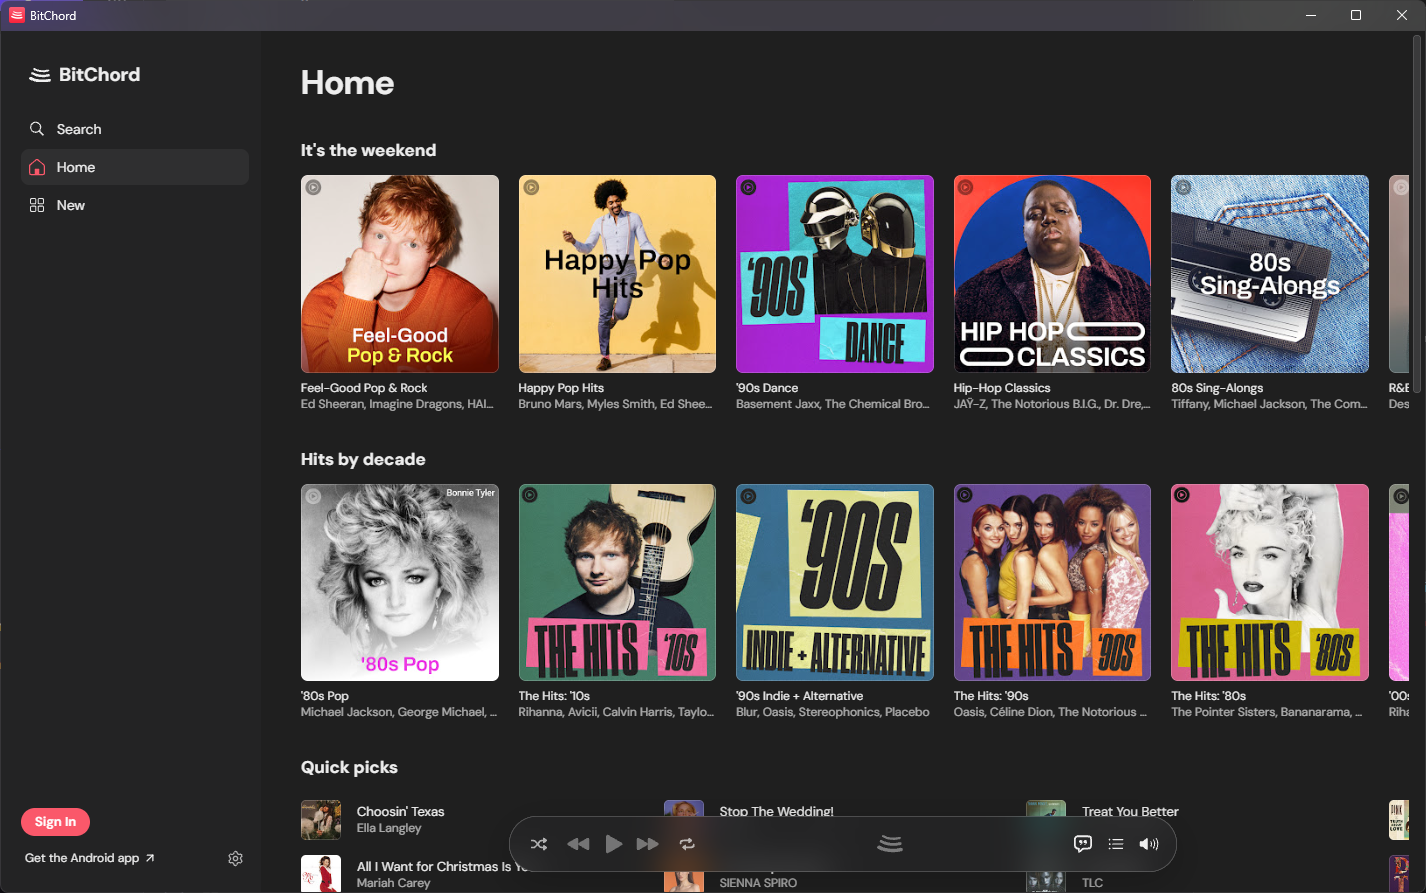 BitChord
BitChord
Search
Home
New
Home
It's the weekend
Feel-Good
Pop & Rock
Happy Pop
Hits
'90S
DANCE
HIP HOP
CLASSICS
80s
Sing-Alongs
Feel-Good Pop & Rock
Ed Sheeran, Imagine Dragons, HAI...
Happy Pop Hits
Bruno Mars, Myles Smith, Ed Shee...
'90s Dance
Basement Jaxx, The Chemical Bro...
Hip-Hop Classics
JAŸ-Z, The Notorious B.I.G., Dr. Dre,...
80s Sing-Alongs
Tiffany, Michael Jackson, The Com...
R&B
Des
Hits by decade
Bonnie Tyler
'80s Pop
THE HITS '10S
'90S
INDIE + ALTERNATIVE
THE HITS '90S
THE HITS '80S
'80s Pop
Michael Jackson, George Michael, ...
The Hits: '10s
Rihanna, Avicii, Calvin Harris, Taylo...
'90s Indie + Alternative
Blur, Oasis, Stereophonics, Placebo
The Hits: '90s
Oasis, Céline Dion, The Notorious ...
The Hits: '80s
The Pointer Sisters, Bananarama, ...
'00s
Riha
Quick picks
Choosin' Texas
Ella Langley
Stop The Wedding!
Treat You Better
All I Want for Christmas Is
Mariah Carey
SIENNA SPIRO
TLC
Sign In
Get the Android app